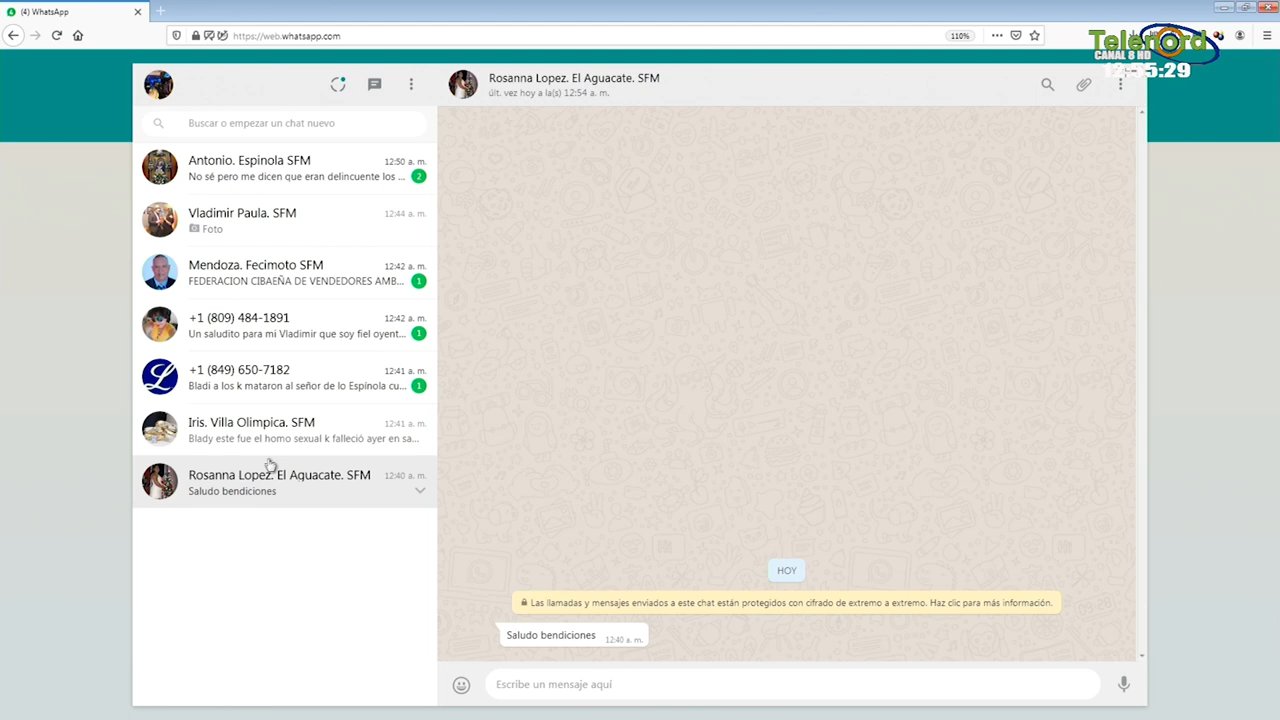 (4) WhatsApp
https://web.whatsapp.com
110%
Telenord
CANAL 8 HD
Rosanna Lopez. El Aguacate. SFM
últ. vez hoy a la(s) 12:54 a. m.
Buscar o empezar un chat nuevo
Antonio. Espinola SFM 12:50 a. m.
No sé pero me dicen que eran delincuente los ... 2
Vladimir Paula. SFM 12:44 a. m.
Foto
Mendoza. Fecimoto SFM 12:42 a. m.
FEDERACION CIBAEÑA DE VENDEDORES AMB... 1
+1 (809) 484-1891 12:42 a. m.
Un saludito para mi Vladimir que soy fiel oyent... 1
+1 (849) 650-7182 12:41 a. m.
Bladi a los k mataron al señor de lo Espínola cu... 1
Iris. Villa Olimpica. SFM 12:41 a. m.
Blady este fue el homo sexual k falleció ayer en sa...
Rosanna Lopez. El Aguacate. SFM 12:40 a. m.
Saludo bendiciones
HOY
Las llamadas y mensajes enviados a este chat están protegidos con cifrado de extremo a extremo. Haz clic para más información.
Saludo bendiciones 12:40 a. m.
Escribe un mensaje aquí